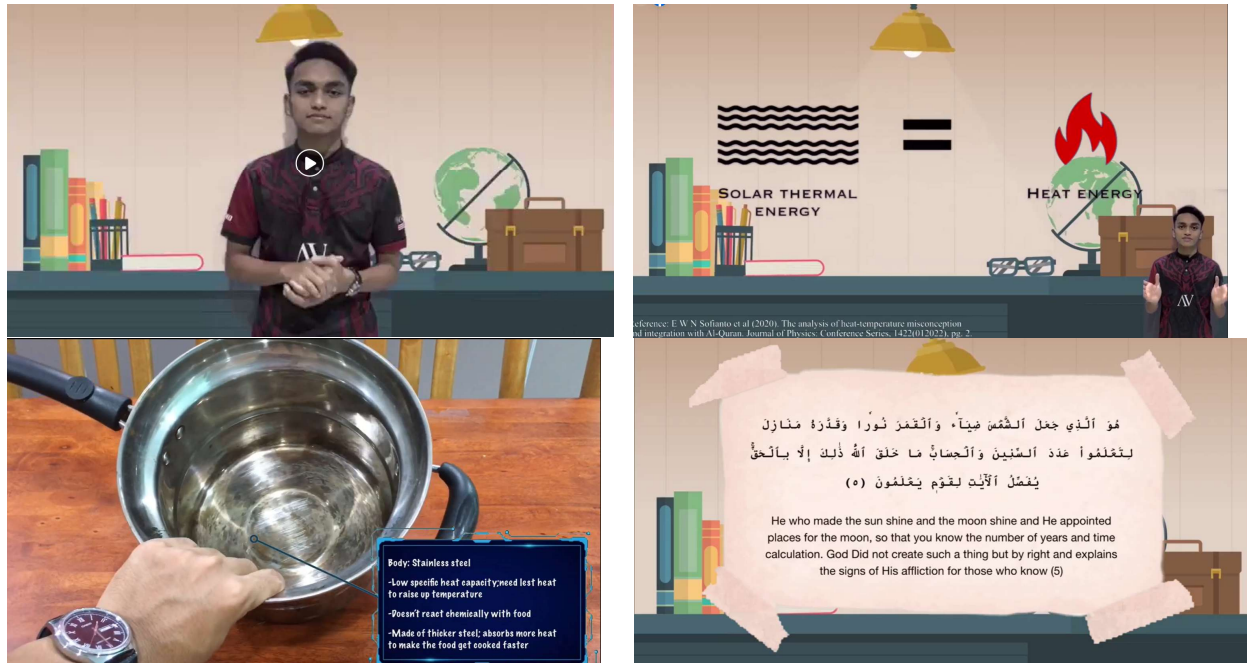 AV
SOLAR THERMAL
ENERGY
HEAT ENERGY
AV
eference: E W N Sofianto et al (2020). The analysis of heat-temperature misconception
nd integration with Al-Quran. Journal of Physics: Conference Series, 1422(012022), pg. 2.
Body: Stainless steel
-Low specific heat capacity;need lest heat
to raise up temperature
-Doesn't react chemically with food
-Made of thicker steel; absorbs more heat
to make the food get cooked faster
هُوَ ٱلَّذِي جَعَلَ ٱلشَّمۡسَ ضِيَآءٗ وَٱلۡقَمَرَ نُورٗا وَقَدَّرَهُۥ مَنَازِلَ
لِتَعۡلَمُواْ عَدَدَ ٱلسِّنِينَ وَٱلۡحِسَابَۚ مَا خَلَقَ ٱللَّهُ ذَٰلِكَ إِلَّا بِٱلۡحَقِّۚ
يُفَصِّلُ ٱلۡأٓيَٰتِ لِقَوۡمٖ يَعۡلَمُونَ (٥)
He who made the sun shine and the moon shine and He appointed
places for the moon, so that you know the number of years and time
calculation. God Did not create such a thing but by right and explains
the signs of His affliction for those who know (5)